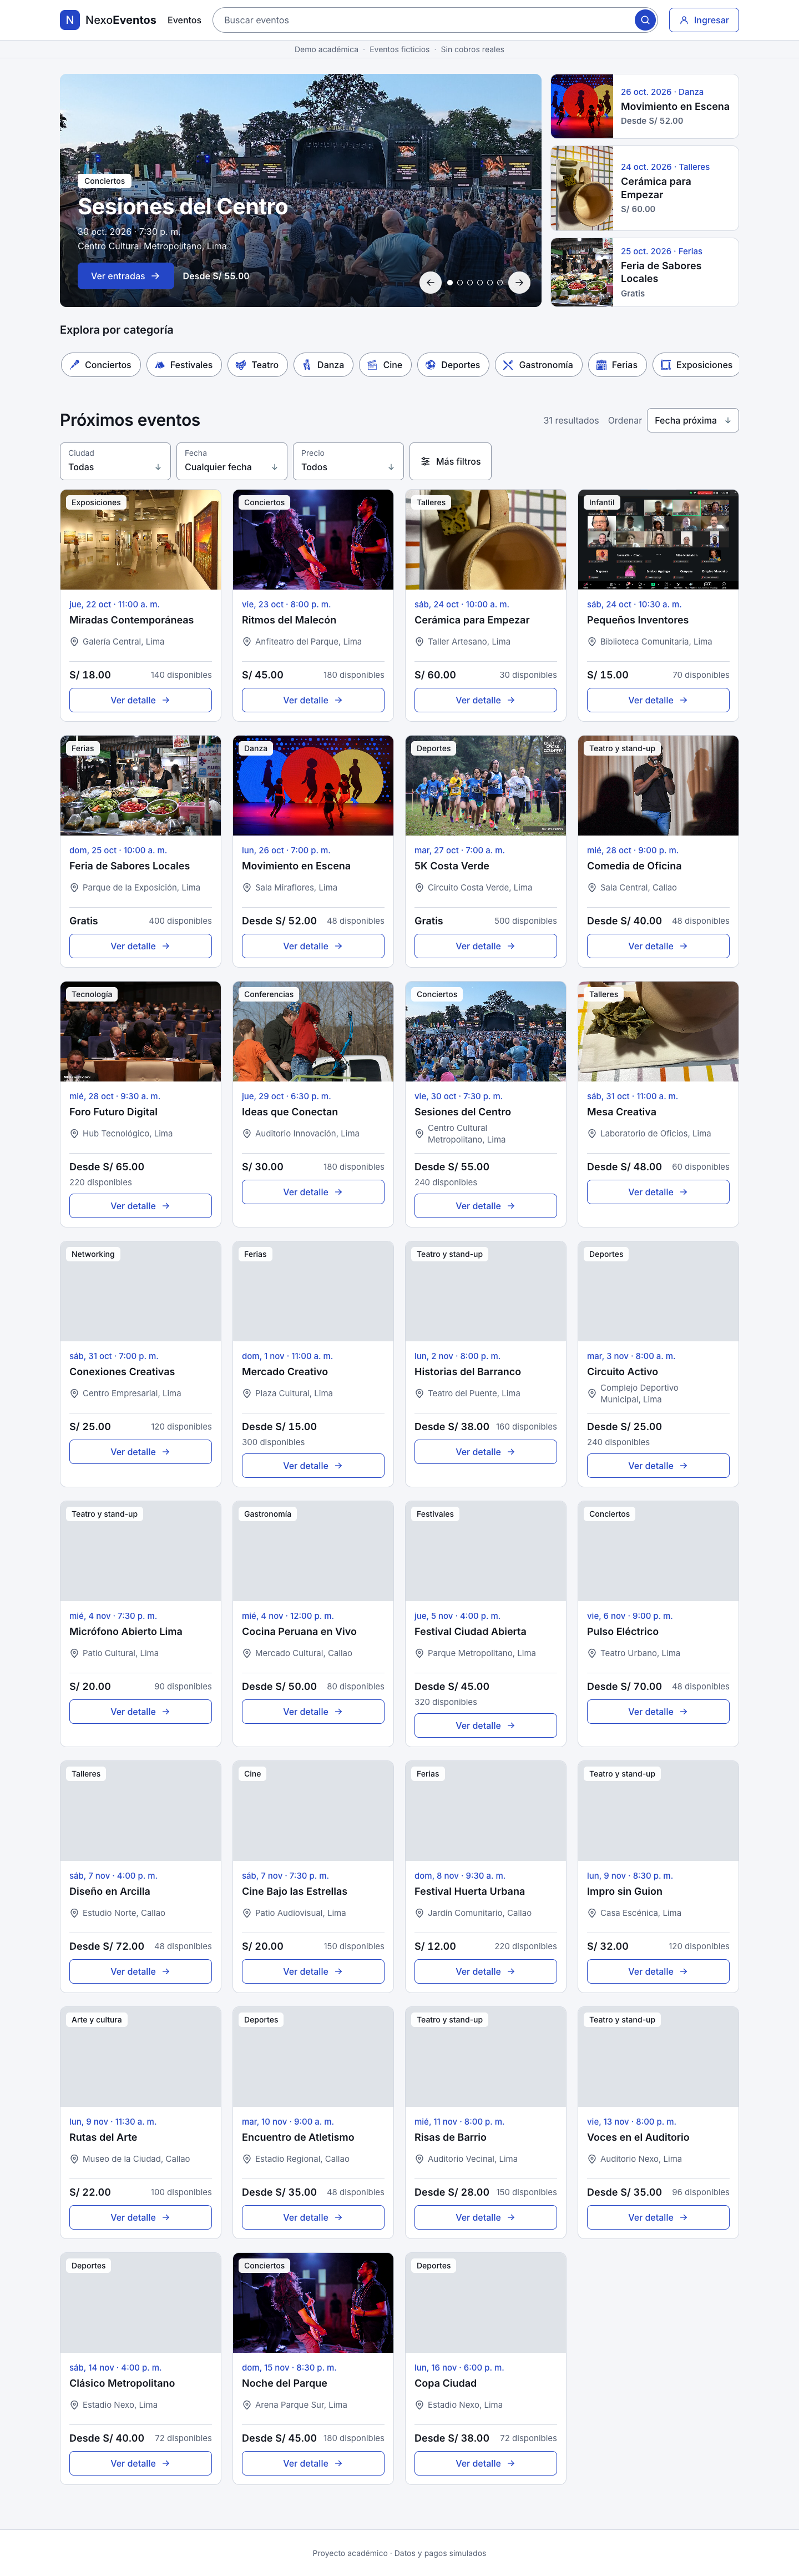 N NexoEventos Eventos Buscar eventos Ingresar
Demo académica · Eventos ficticios · Sin cobros reales
Conciertos
Sesiones del Centro
30 oct. 2026 · 7:30 p. m.
Centro Cultural Metropolitano, Lima
Ver entradas → Desde S/ 55.00
26 oct. 2026 · Danza
Movimiento en Escena
Desde S/ 52.00
24 oct. 2026 · Talleres
Cerámica para
Empezar
S/ 60.00
25 oct. 2026 · Ferias
Feria de Sabores
Locales
Gratis
Explora por categoría
Conciertos Festivales Teatro Danza Cine Deportes Gastronomía Ferias Exposiciones
Próximos eventos
31 resultados Ordenar Fecha próxima ↓
Ciudad
Todas ↓
Fecha
Cualquier fecha ↓
Precio
Todos ↓
Más filtros
Exposiciones
jue, 22 oct · 11:00 a. m.
Miradas Contemporáneas
Galería Central, Lima
S/ 18.00 140 disponibles
Ver detalle →
Conciertos
vie, 23 oct · 8:00 p. m.
Ritmos del Malecón
Anfiteatro del Parque, Lima
S/ 45.00 180 disponibles
Ver detalle →
Talleres
sáb, 24 oct · 10:00 a. m.
Cerámica para Empezar
Taller Artesano, Lima
S/ 60.00 30 disponibles
Ver detalle →
Infantil
sáb, 24 oct · 10:30 a. m.
Pequeños Inventores
Biblioteca Comunitaria, Lima
S/ 15.00 70 disponibles
Ver detalle →
Ferias
dom, 25 oct · 10:00 a. m.
Feria de Sabores Locales
Parque de la Exposición, Lima
Gratis 400 disponibles
Ver detalle →
Danza
lun, 26 oct · 7:00 p. m.
Movimiento en Escena
Sala Miraflores, Lima
Desde S/ 52.00 48 disponibles
Ver detalle →
Deportes
mar, 27 oct · 7:00 a. m.
5K Costa Verde
Circuito Costa Verde, Lima
Gratis 500 disponibles
Ver detalle →
Teatro y stand-up
mié, 28 oct · 9:00 p. m.
Comedia de Oficina
Sala Central, Callao
Desde S/ 40.00 48 disponibles
Ver detalle →
Tecnología
mié, 28 oct · 9:30 a. m.
Foro Futuro Digital
Hub Tecnológico, Lima
Desde S/ 65.00
220 disponibles
Ver detalle →
Conferencias
jue, 29 oct · 6:30 p. m.
Ideas que Conectan
Auditorio Innovación, Lima
S/ 30.00 180 disponibles
Ver detalle →
Conciertos
vie, 30 oct · 7:30 p. m.
Sesiones del Centro
Centro Cultural
Metropolitano, Lima
Desde S/ 55.00
240 disponibles
Ver detalle →
Talleres
sáb, 31 oct · 11:00 a. m.
Mesa Creativa
Laboratorio de Oficios, Lima
Desde S/ 48.00 60 disponibles
Ver detalle →
Networking
sáb, 31 oct · 7:00 p. m.
Conexiones Creativas
Centro Empresarial, Lima
S/ 25.00 120 disponibles
Ver detalle →
Ferias
dom, 1 nov · 11:00 a. m.
Mercado Creativo
Plaza Cultural, Lima
Desde S/ 15.00
300 disponibles
Ver detalle →
Teatro y stand-up
lun, 2 nov · 8:00 p. m.
Historias del Barranco
Teatro del Puente, Lima
Desde S/ 38.00 160 disponibles
Ver detalle →
Deportes
mar, 3 nov · 8:00 a. m.
Circuito Activo
Complejo Deportivo
Municipal, Lima
Desde S/ 25.00
240 disponibles
Ver detalle →
Teatro y stand-up
mié, 4 nov · 7:30 p. m.
Micrófono Abierto Lima
Patio Cultural, Lima
S/ 20.00 90 disponibles
Ver detalle →
Gastronomía
mié, 4 nov · 12:00 p. m.
Cocina Peruana en Vivo
Mercado Cultural, Callao
Desde S/ 50.00 80 disponibles
Ver detalle →
Festivales
jue, 5 nov · 4:00 p. m.
Festival Ciudad Abierta
Parque Metropolitano, Lima
Desde S/ 45.00
320 disponibles
Ver detalle →
Conciertos
vie, 6 nov · 9:00 p. m.
Pulso Eléctrico
Teatro Urbano, Lima
Desde S/ 70.00 48 disponibles
Ver detalle →
Talleres
sáb, 7 nov · 4:00 p. m.
Diseño en Arcilla
Estudio Norte, Callao
Desde S/ 72.00 48 disponibles
Ver detalle →
Cine
sáb, 7 nov · 7:30 p. m.
Cine Bajo las Estrellas
Patio Audiovisual, Lima
S/ 20.00 150 disponibles
Ver detalle →
Ferias
dom, 8 nov · 9:30 a. m.
Festival Huerta Urbana
Jardín Comunitario, Callao
S/ 12.00 220 disponibles
Ver detalle →
Teatro y stand-up
lun, 9 nov · 8:30 p. m.
Impro sin Guion
Casa Escénica, Lima
S/ 32.00 120 disponibles
Ver detalle →
Arte y cultura
lun, 9 nov · 11:30 a. m.
Rutas del Arte
Museo de la Ciudad, Callao
S/ 22.00 100 disponibles
Ver detalle →
Deportes
mar, 10 nov · 9:00 a. m.
Encuentro de Atletismo
Estadio Regional, Callao
Desde S/ 35.00 48 disponibles
Ver detalle →
Teatro y stand-up
mié, 11 nov · 8:00 p. m.
Risas de Barrio
Auditorio Vecinal, Lima
Desde S/ 28.00 150 disponibles
Ver detalle →
Teatro y stand-up
vie, 13 nov · 8:00 p. m.
Voces en el Auditorio
Auditorio Nexo, Lima
Desde S/ 35.00 96 disponibles
Ver detalle →
Deportes
sáb, 14 nov · 4:00 p. m.
Clásico Metropolitano
Estadio Nexo, Lima
Desde S/ 40.00 72 disponibles
Ver detalle →
Conciertos
dom, 15 nov · 8:30 p. m.
Noche del Parque
Arena Parque Sur, Lima
Desde S/ 45.00 180 disponibles
Ver detalle →
Deportes
lun, 16 nov · 6:00 p. m.
Copa Ciudad
Estadio Nexo, Lima
Desde S/ 38.00 72 disponibles
Ver detalle →
Proyecto académico · Datos y pagos simulados